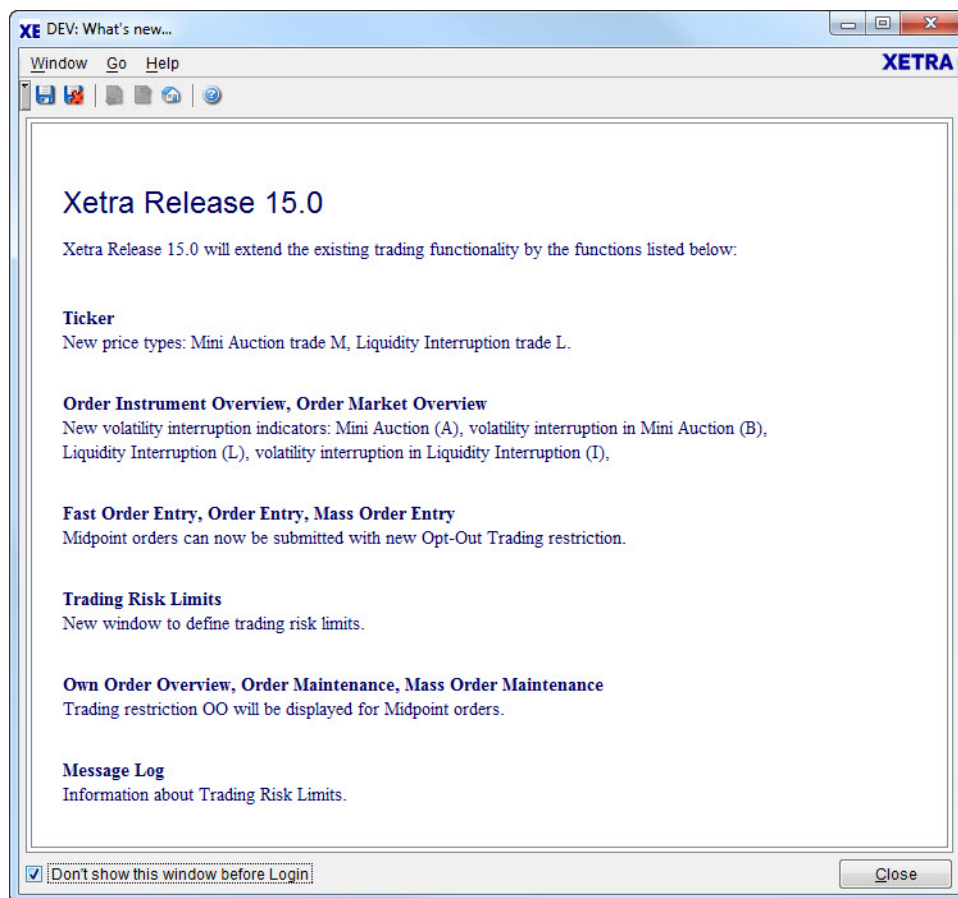 XE DEV: What's new...
Window Go Help XETRA
Xetra Release 15.0
Xetra Release 15.0 will extend the existing trading functionality by the functions listed below:
Ticker
New price types: Mini Auction trade M, Liquidity Interruption trade L.
Order Instrument Overview, Order Market Overview
New volatility interruption indicators: Mini Auction (A), volatility interruption in Mini Auction (B),
Liquidity Interruption (L), volatility interruption in Liquidity Interruption (I),
Fast Order Entry, Order Entry, Mass Order Entry
Midpoint orders can now be submitted with new Opt-Out Trading restriction.
Trading Risk Limits
New window to define trading risk limits.
Own Order Overview, Order Maintenance, Mass Order Maintenance
Trading restriction OO will be displayed for Midpoint orders.
Message Log
Information about Trading Risk Limits.
Don't show this window before Login Close